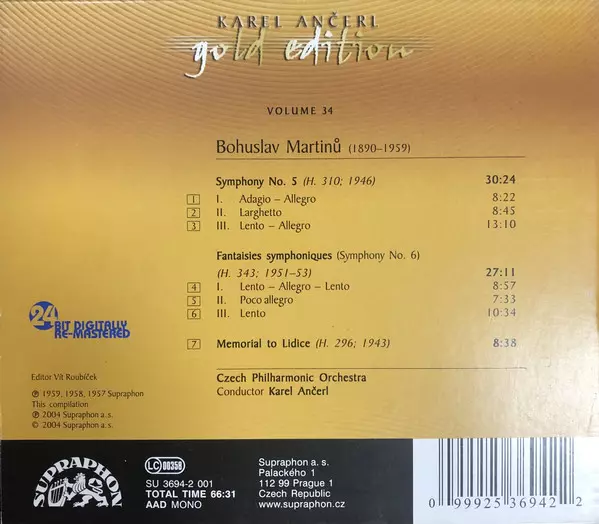 KAREL ANČERL
gold edition
VOLUME 34
Bohuslav Martinů (1890–1959)
Symphony No. 5 (H. 310; 1946) 30:24
1 I. Adagio – Allegro 8:22
2 II. Larghetto 8:45
3 III. Lento – Allegro 13:10
Fantaisies symphoniques (Symphony No. 6)
(H. 343; 1951–53) 27:11
4 I. Lento – Allegro – Lento 8:57
5 II. Poco allegro 7:33
6 III. Lento 10:34
7 Memorial to Lidice (H. 296; 1943) 8:38
24
BIT DIGITALLY
RE-MASTERED
Czech Philharmonic Orchestra
Conductor Karel Ančerl
Editor Vít Roubíček
℗ 1959, 1958, 1957 Supraphon
This compilation
℗ 2004 Supraphon a. s.
© 2004 Supraphon a. s.
SUPRAPHON
LC 00358
SU 3694-2 001
TOTAL TIME 66:31
AAD MONO
Supraphon a. s.
Palackého 1
112 99 Prague 1
Czech Republic
www.supraphon.cz
0 99925 36942 2